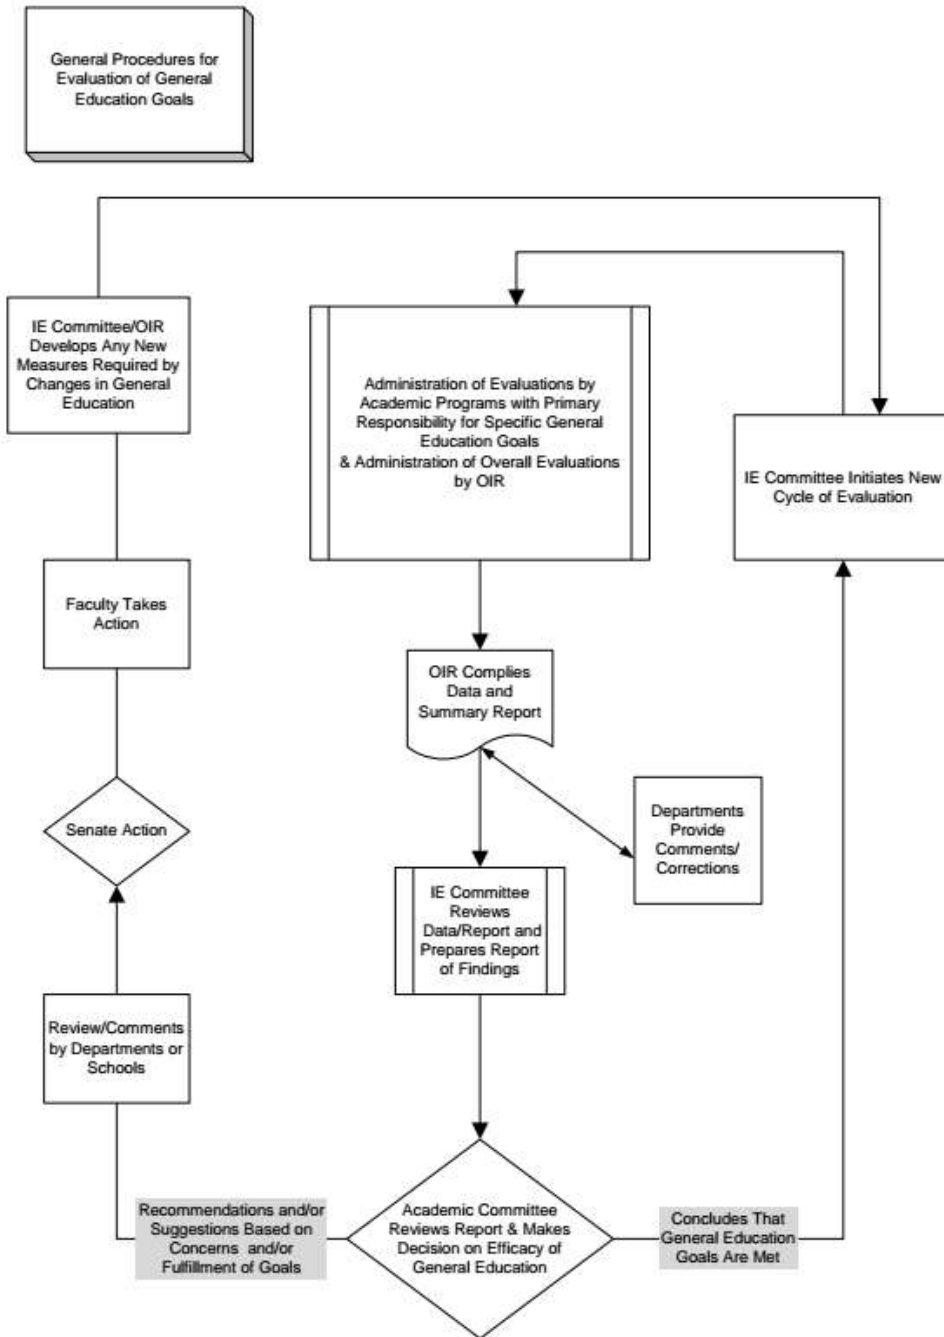 General Procedures for
Evaluation of General
Education Goals
IE Committee/OIR
Develops Any New
Measures Required by
Changes in General
Education
Administration of Evaluations by
Academic Programs with Primary
Responsibility for Specific General
Education Goals
& Administration of Overall Evaluations
by OIR
IE Committee Initiates New
Cycle of Evaluation
Faculty Takes
Action
OIR Complies
Data and
Summary Report
Senate Action
Departments
Provide
Comments/
Corrections
IE Committee
Reviews
Data/Report and
Prepares Report
of Findings
Review/Comments
by Departments or
Schools
Recommendations and/or
Suggestions Based on
Concerns and/or
Fulfillment of Goals
Academic Committee
Reviews Report & Makes
Decision on Efficacy of
General Education
Concludes That
General Education
Goals Are Met